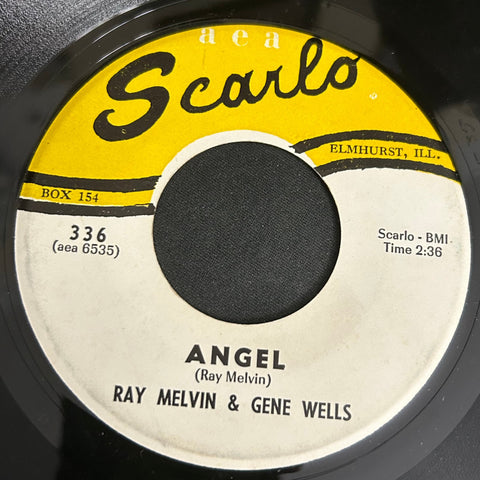 aea
Scarlo
BOX 154
ELMHURST, ILL.
336
(aea 6535)
Scarlo - BMI
Time 2:36
ANGEL
(Ray Melvin)
RAY MELVIN & GENE WELLS